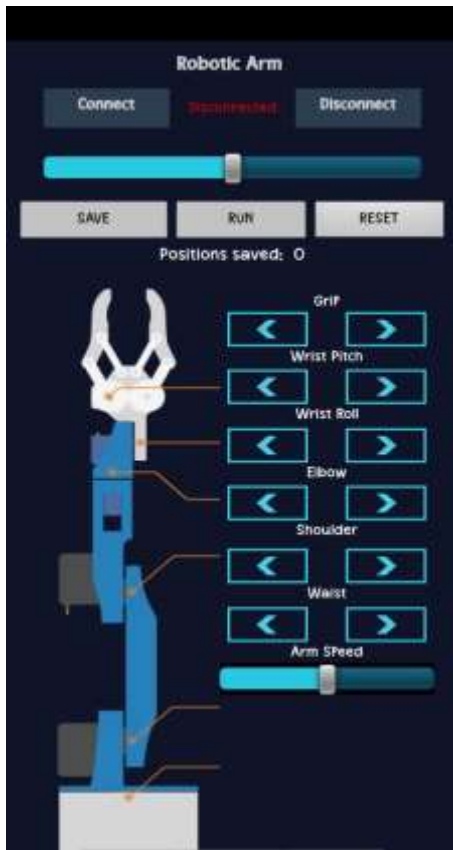 Robotic Arm
Connect Disconnected Disconnect
SAVE RUN RESET
Positions saved: 0
GriP
Wrist Pitch
Wrist Roll
Elbow
Shoulder
Waist
Arm SPeed